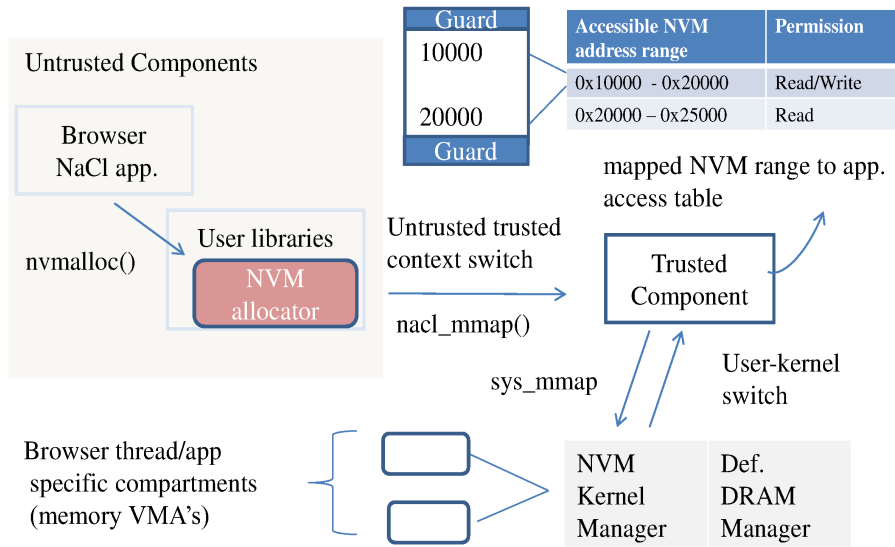 Guard
10000
20000
Guard
Accessible NVM address range
Permission
0x10000 - 0x20000
Read/Write
0x20000 – 0x25000
Read
Untrusted Components
Browser
NaCl app.
nvmalloc()
User libraries
NVM
allocator
Untrusted trusted
context switch
nacl_mmap()
mapped NVM range to app.
access table
Trusted
Component
sys_mmap
User-kernel
switch
Browser thread/app
specific compartments
(memory VMA's)
NVM
Kernel
Manager
Def.
DRAM
Manager